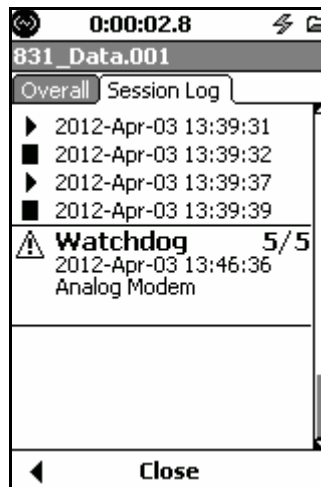 0:00:02.8
831_Data.001
Overall Session Log
2012-Apr-03 13:39:31
2012-Apr-03 13:39:32
2012-Apr-03 13:39:37
2012-Apr-03 13:39:39
Watchdog 5/5
2012-Apr-03 13:46:36
Analog Modem
Close